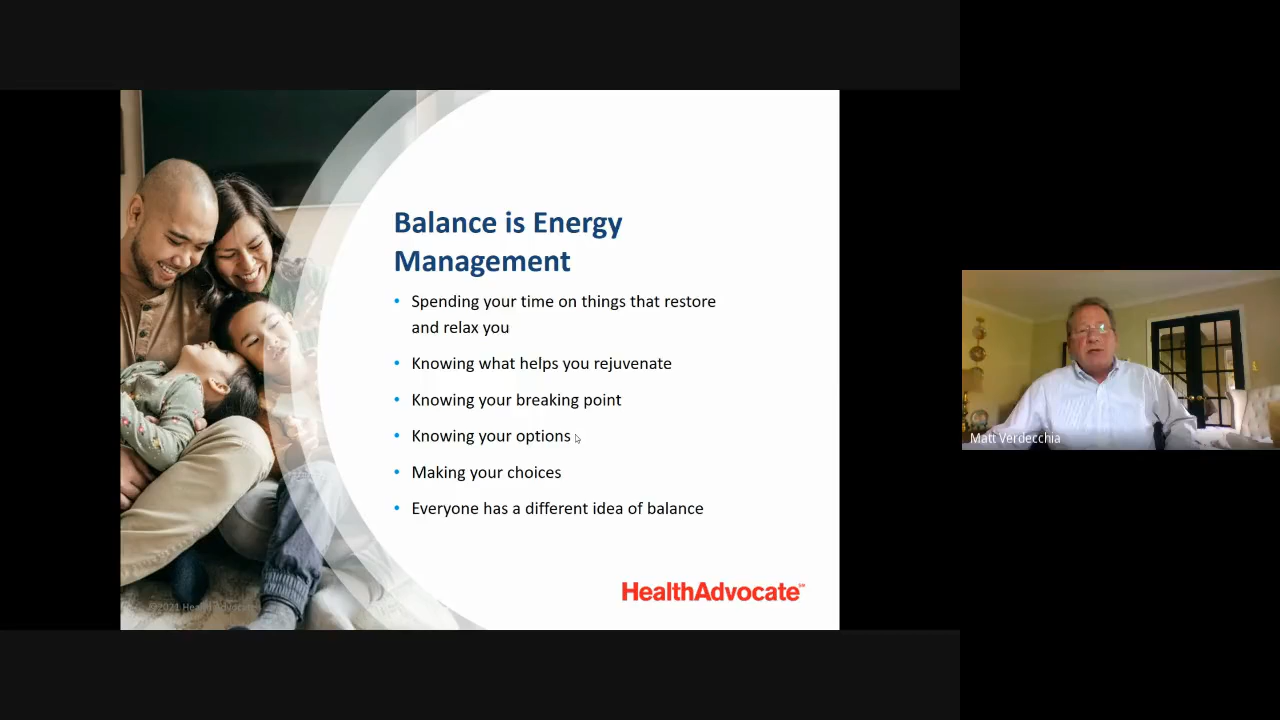 Balance is Energy
Management
• Spending your time on things that restore
and relax you
• Knowing what helps you rejuvenate
• Knowing your breaking point
• Knowing your options
• Making your choices
• Everyone has a different idea of balance
HealthAdvocate℠
©2021 HealthAdvocate
Matt Verdecchia